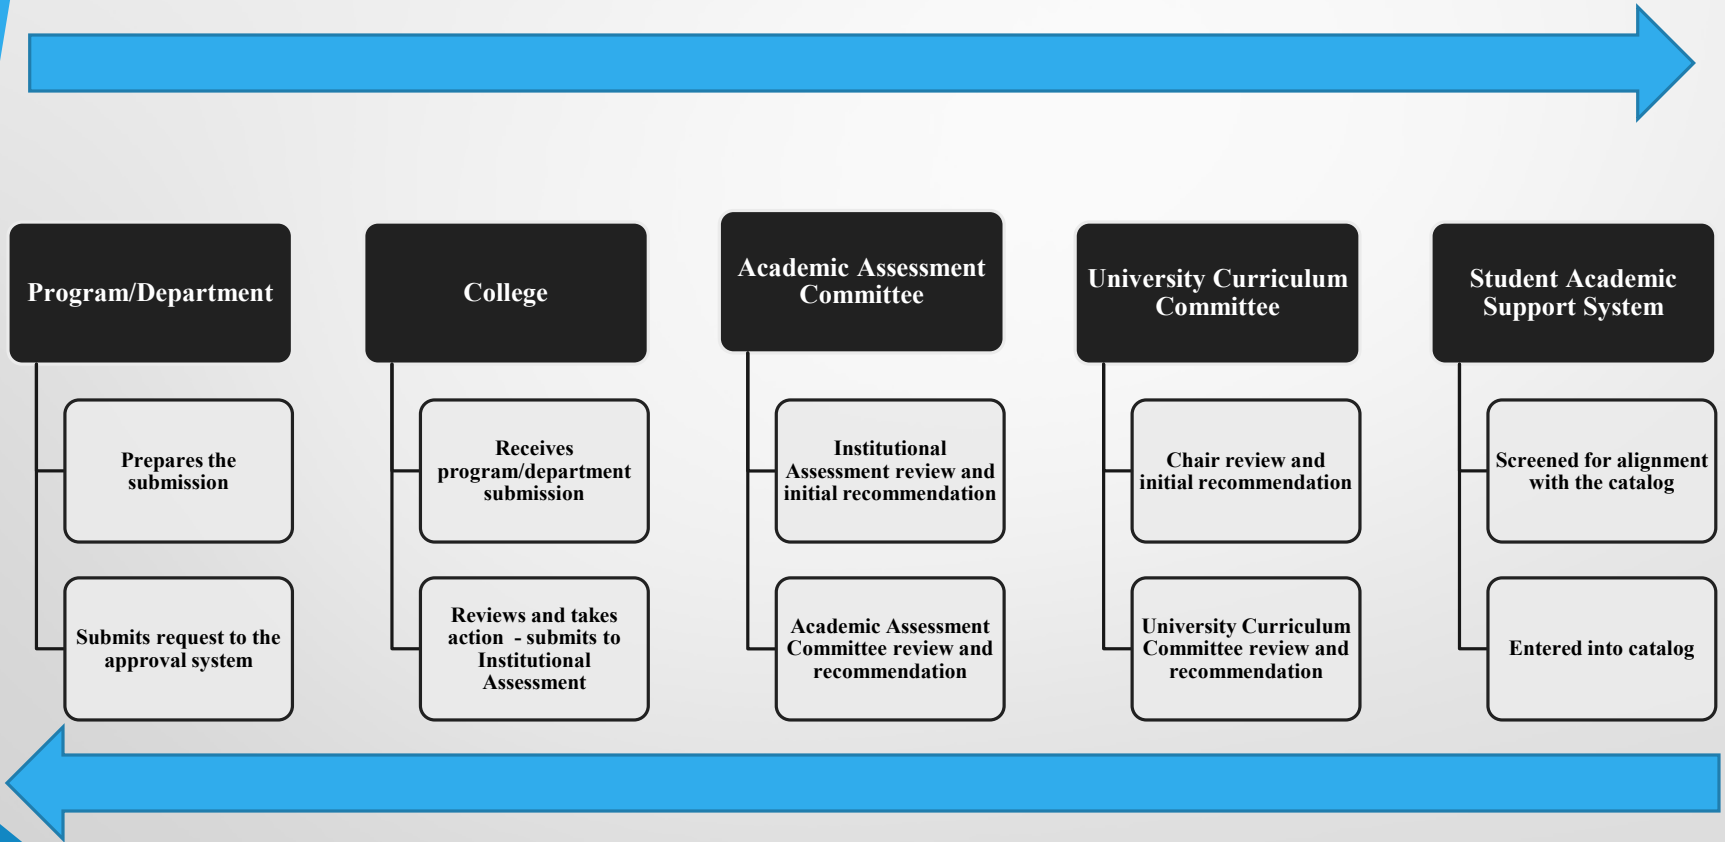 Program/Department
Prepares the
submission
Submits request to the
approval system
College
Receives
program/department
submission
Reviews and takes
action  - submits to
Institutional
Assessment
Academic Assessment
Committee
Institutional
Assessment review and
initial recommendation
Academic Assessment
Committee review and
recommendation
University Curriculum
Committee
Chair review and
initial recommendation
University Curriculum
Committee review and
recommendation
Student Academic
Support System
Screened for alignment
with the catalog
Entered into catalog